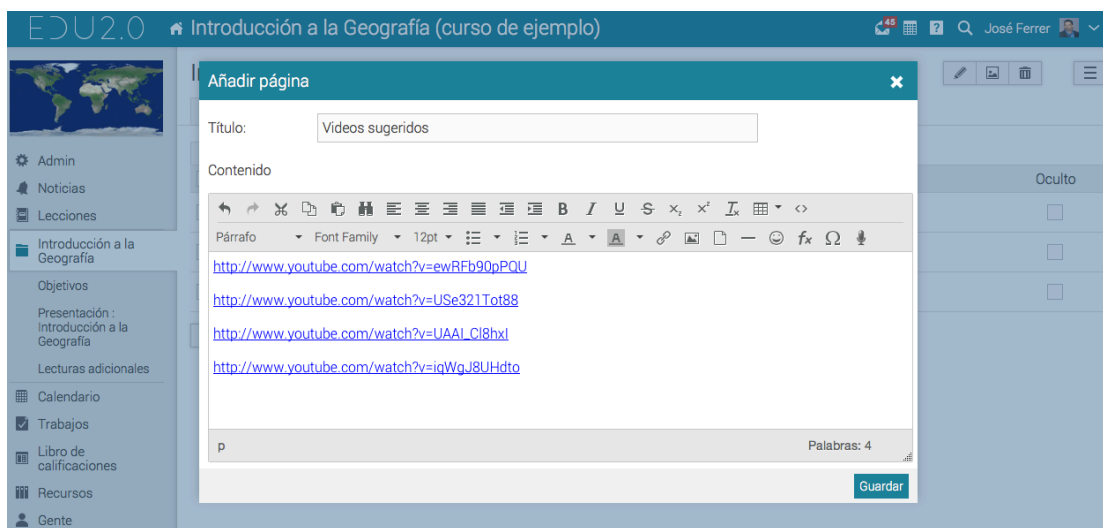 EDU2.0
Introducción a la Geografía (curso de ejemplo)
45
?
José Ferrer
Añadir página
Título:
Videos sugeridos
Contenido
Párrafo
Font Family
12pt
http://www.youtube.com/watch?v=ewRFb90pPQU
http://www.youtube.com/watch?v=USe321Tot88
http://www.youtube.com/watch?v=UAAI_Cl8hxI
http://www.youtube.com/watch?v=iqWgJ8UHdto
p
Palabras: 4
Guardar
Admin
Noticias
Lecciones
Introducción a la
Geografía
Objetivos
Presentación :
Introducción a la
Geografía
Lecturas adicionales
Calendario
Trabajos
Libro de
calificaciones
Recursos
Gente
Oculto